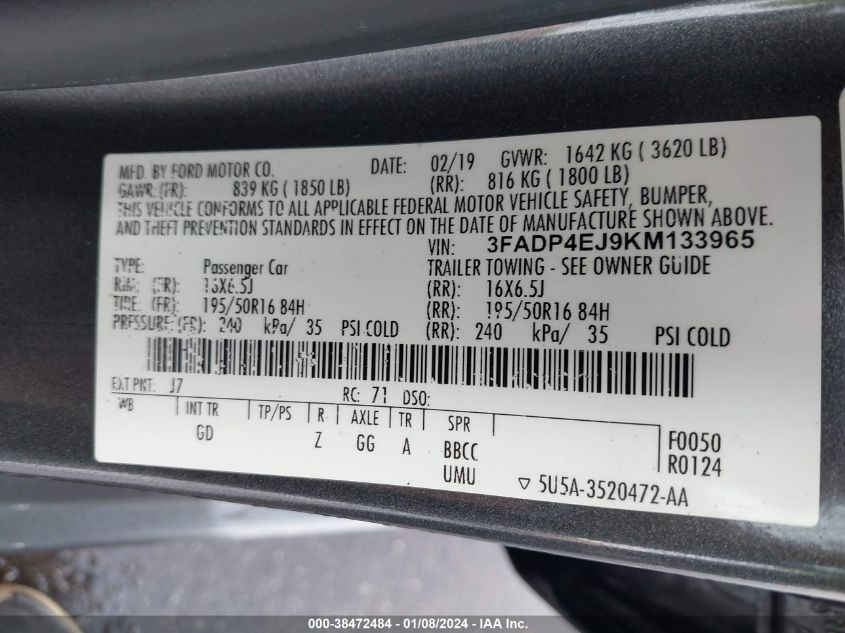 MFD. BY FORD MOTOR CO. DATE: 02/19 GVWR: 1642 KG ( 3620 LB)
GAWR:(FR): 839 KG ( 1850 LB) (RR): 816 KG ( 1800 LB)
THIS VEHICLE CONFORMS TO ALL APPLICABLE FEDERAL MOTOR VEHICLE SAFETY, BUMPER,
AND THEFT PREVENTION STANDARDS IN EFFECT ON THE DATE OF MANUFACTURE SHOWN ABOVE.
VIN: 3FADP4EJ9KM133965
TYPE: Passenger Car TRAILER TOWING - SEE OWNER GUIDE
RIM: (FR): 16X6.5J (RR): 16X6.5J
TIRE: (FR): 195/50R16 84H (RR): 195/50R16 84H
PRESSURE:(FR): 240 kPa/ 35 PSI COLD (RR): 240 kPa/ 35 PSI COLD
EXT PNT: J7 RC: 71 DSO:
WB INT TR TP/PS R AXLE TR SPR
GD Z GG A BBCC
UMU
F0050
R0124
▽ 5U5A-3520472-AA
000-38472484 - 01/08/2024 - IAA Inc.